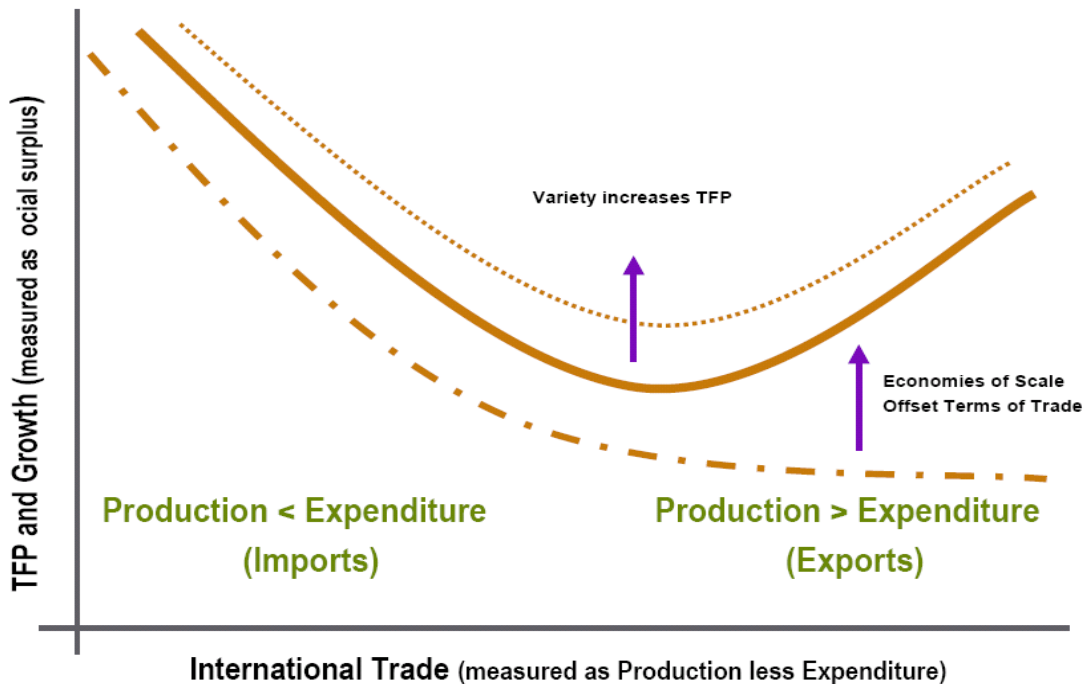 TFP and Growth (measured as ocial surplus)
Variety increases TFP
Economies of Scale
Offset Terms of Trade
Production < Expenditure
(Imports)
Production > Expenditure
(Exports)
International Trade (measured as Production less Expenditure)